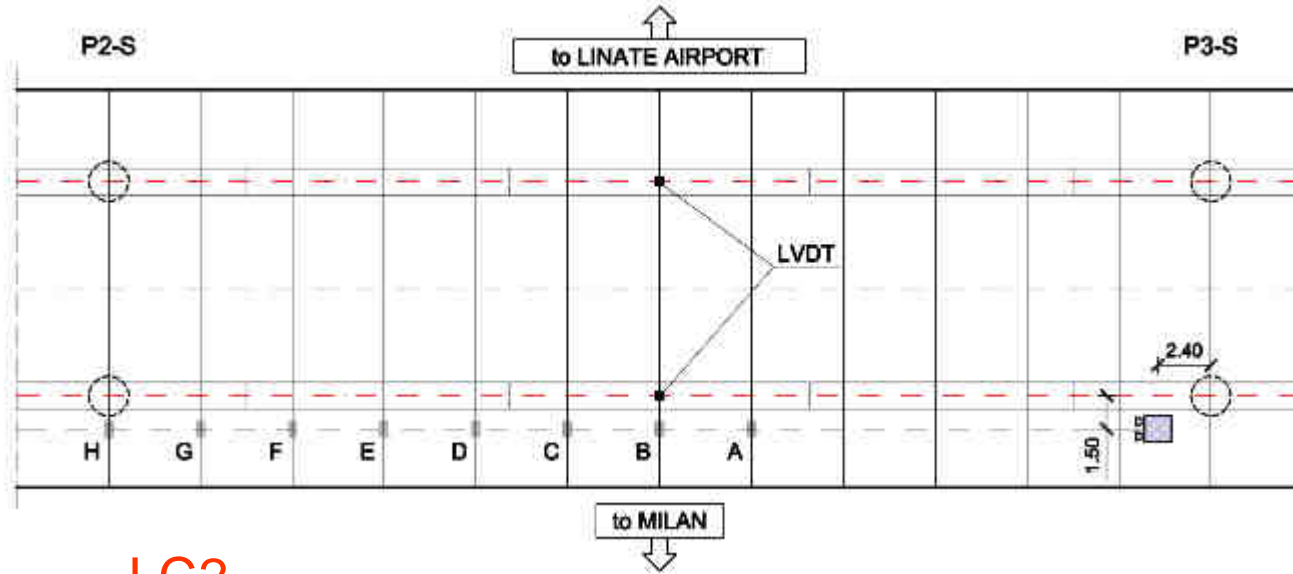 P2-S
to LINATE AIRPORT
P3-S
LVDT
2.40
1.50
H G F E D C B A
to MILAN